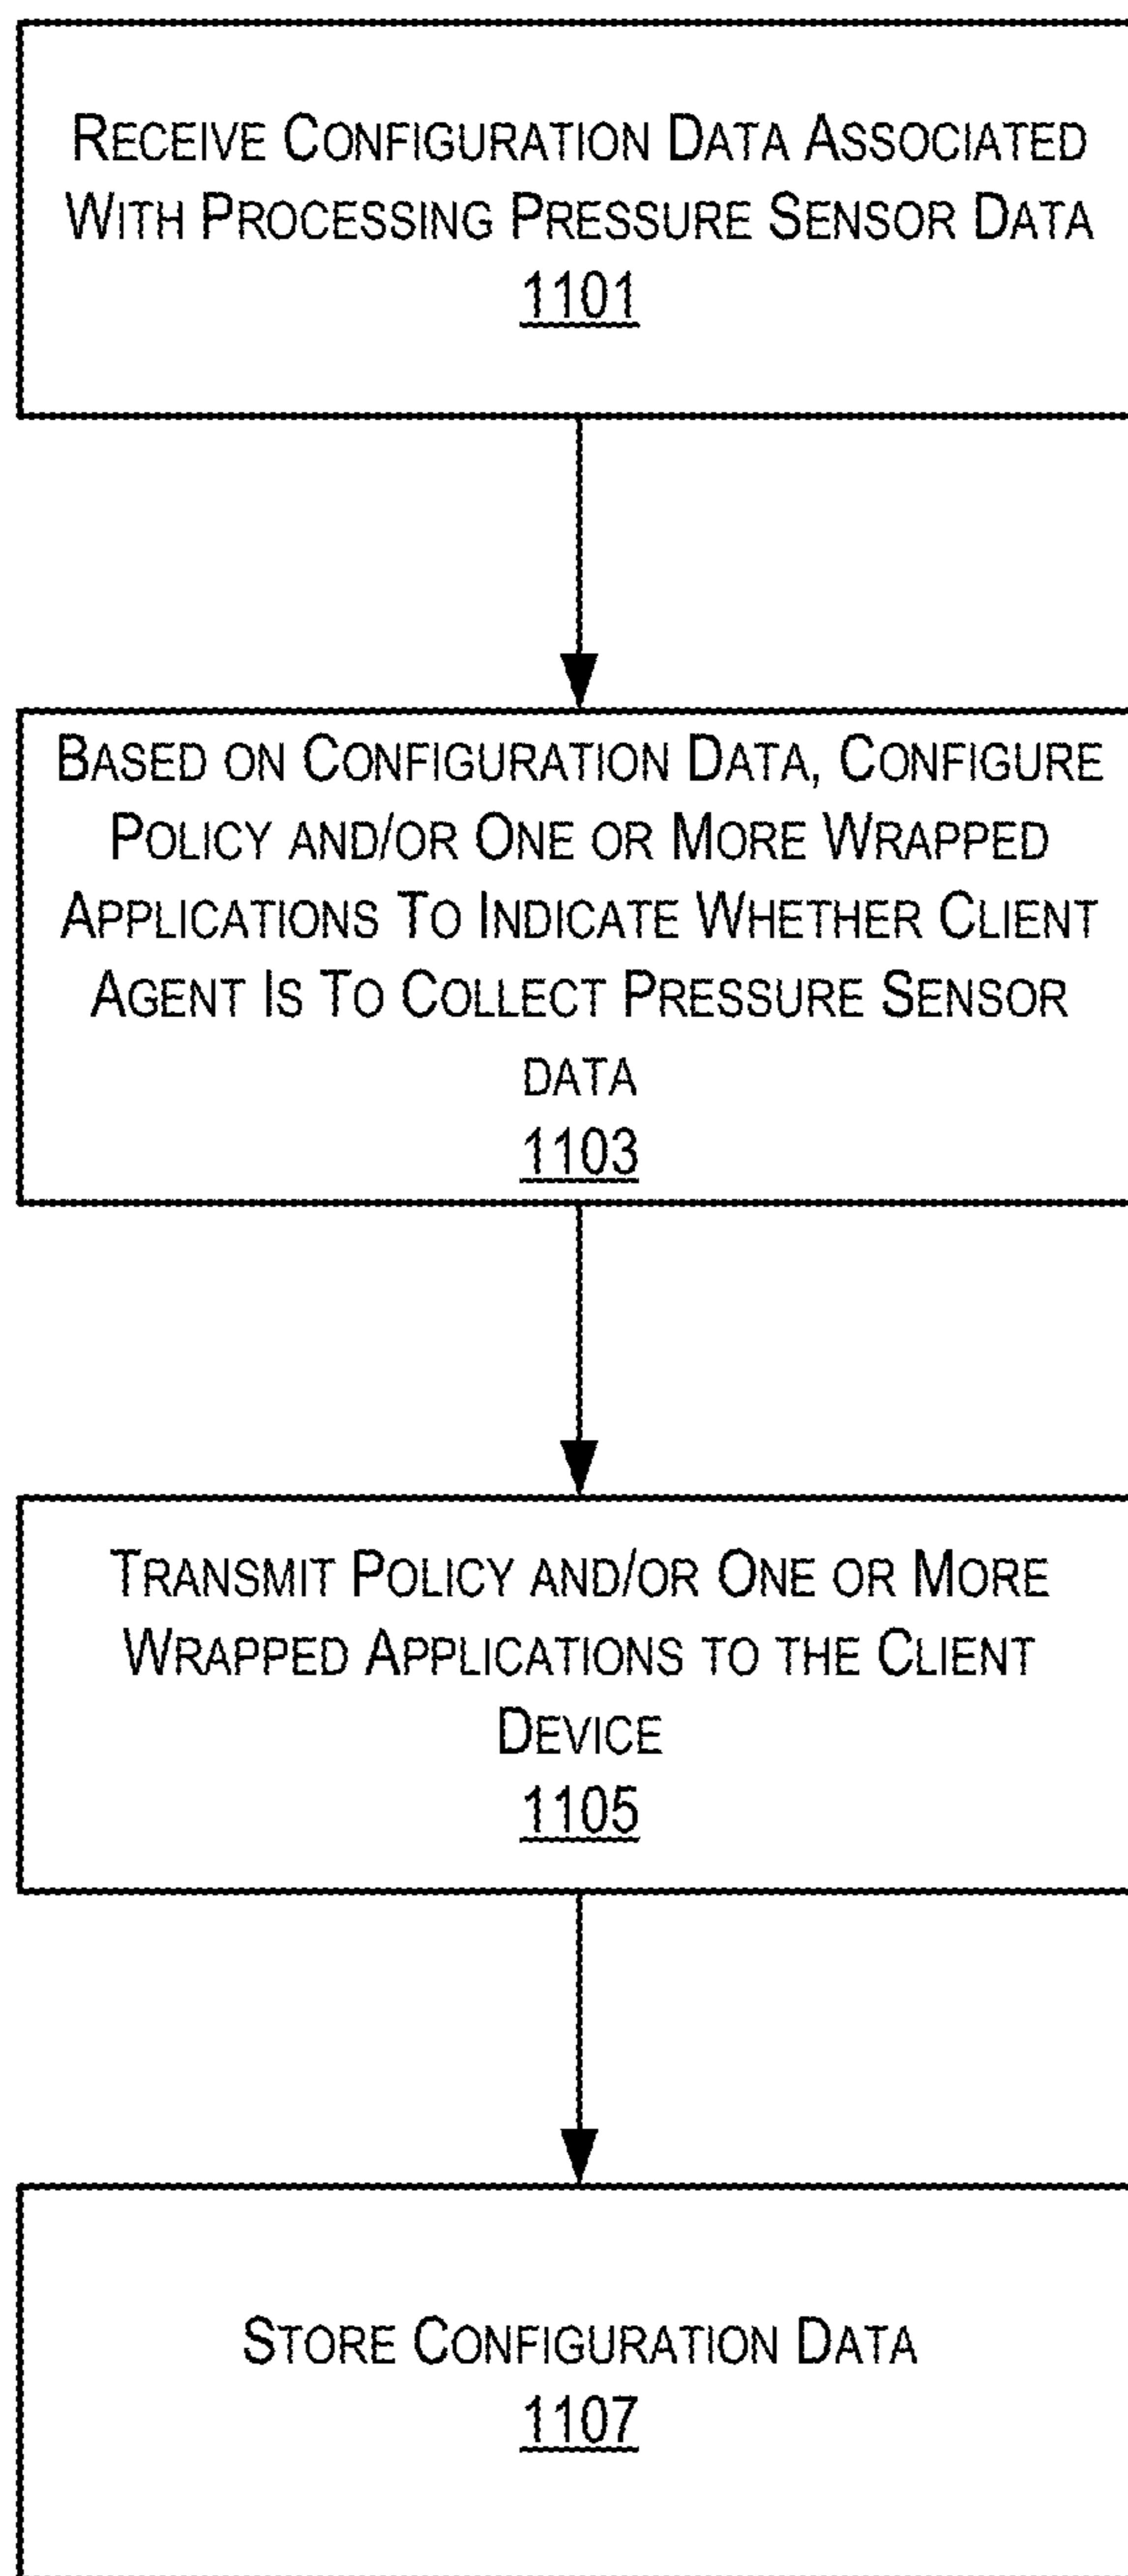 RECEIVE CONFIGURATION DATA ASSOCIATED
WITH PROCESSING PRESSURE SENSOR DATA
1101
BASED ON CONFIGURATION DATA, CONFIGURE
POLICY AND/OR ONE OR MORE WRAPPED
APPLICATIONS TO INDICATE WHETHER CLIENT
AGENT IS TO COLLECT PRESSURE SENSOR
DATA
1103
TRANSMIT POLICY AND/OR ONE OR MORE
WRAPPED APPLICATIONS TO THE CLIENT
DEVICE
1105
STORE CONFIGURATION DATA
1107